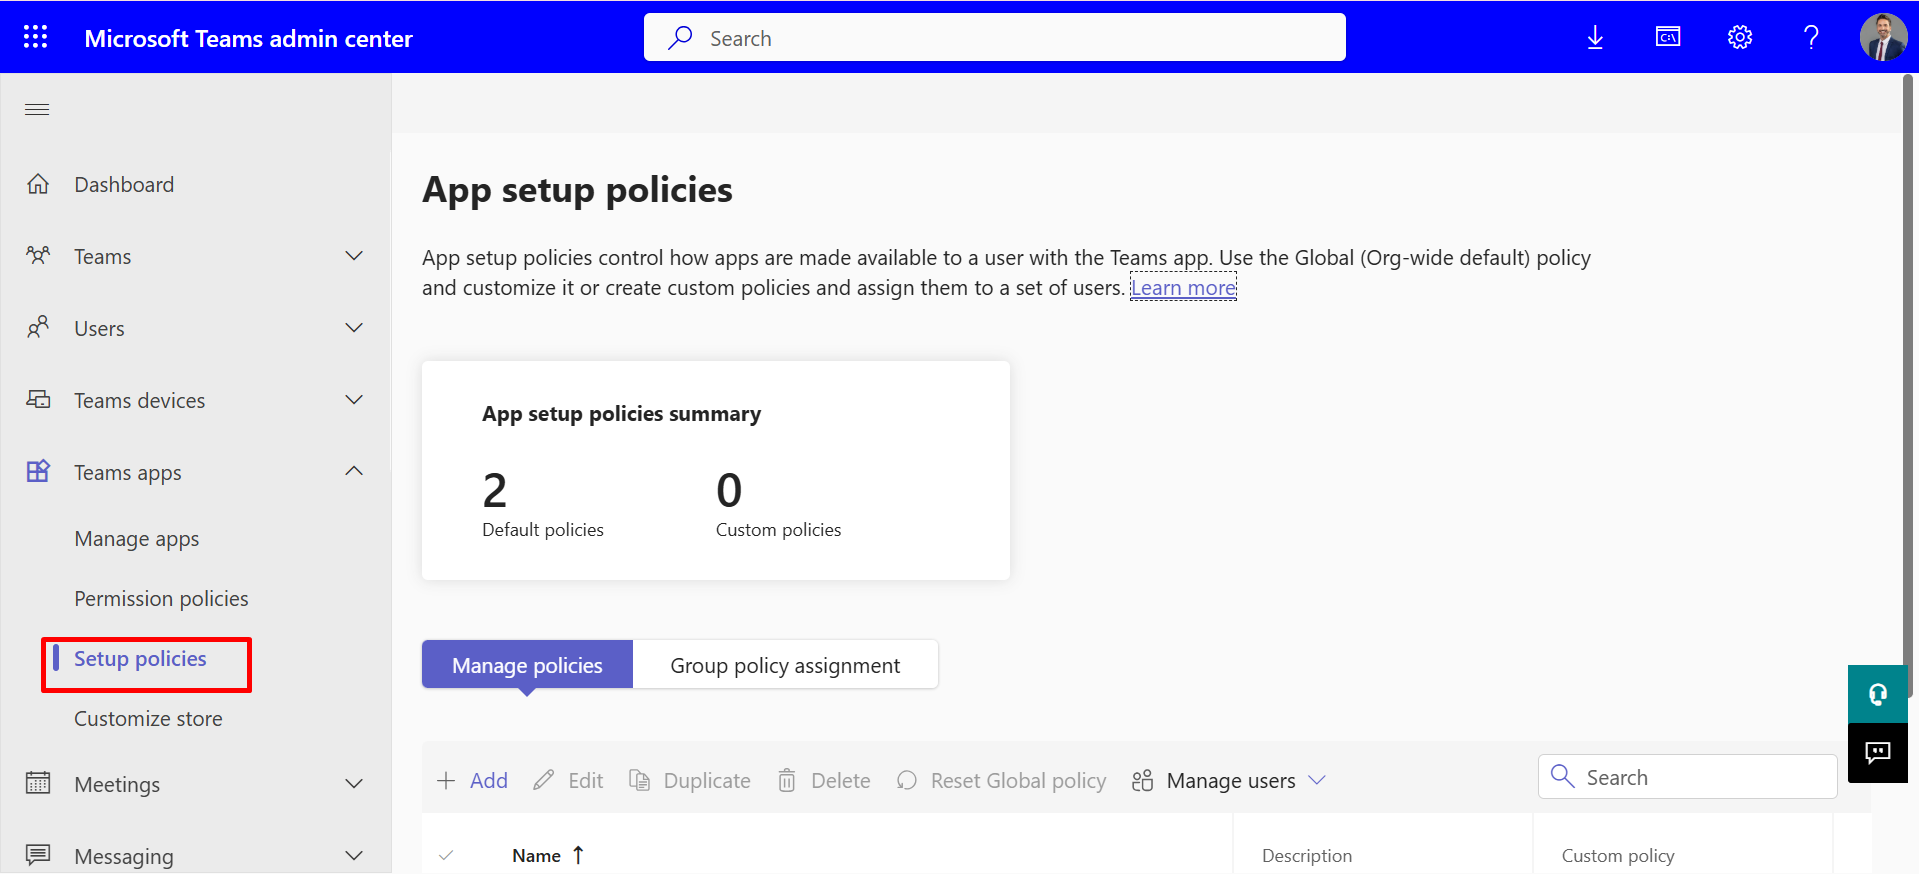 Microsoft Teams admin center
Search
C:\
Dashboard
Teams
Users
Teams devices
Teams apps
Manage apps
Permission policies
Setup policies
Customize store
Meetings
Messaging
App setup policies
App setup policies control how apps are made available to a user with the Teams app. Use the Global (Org-wide default) policy
and customize it or create custom policies and assign them to a set of users. Learn more
App setup policies summary
2
Default policies
0
Custom policies
Manage policies
Group policy assignment
Add
Edit
Duplicate
Delete
Reset Global policy
Manage users
Search
Name ↑
Description
Custom policy